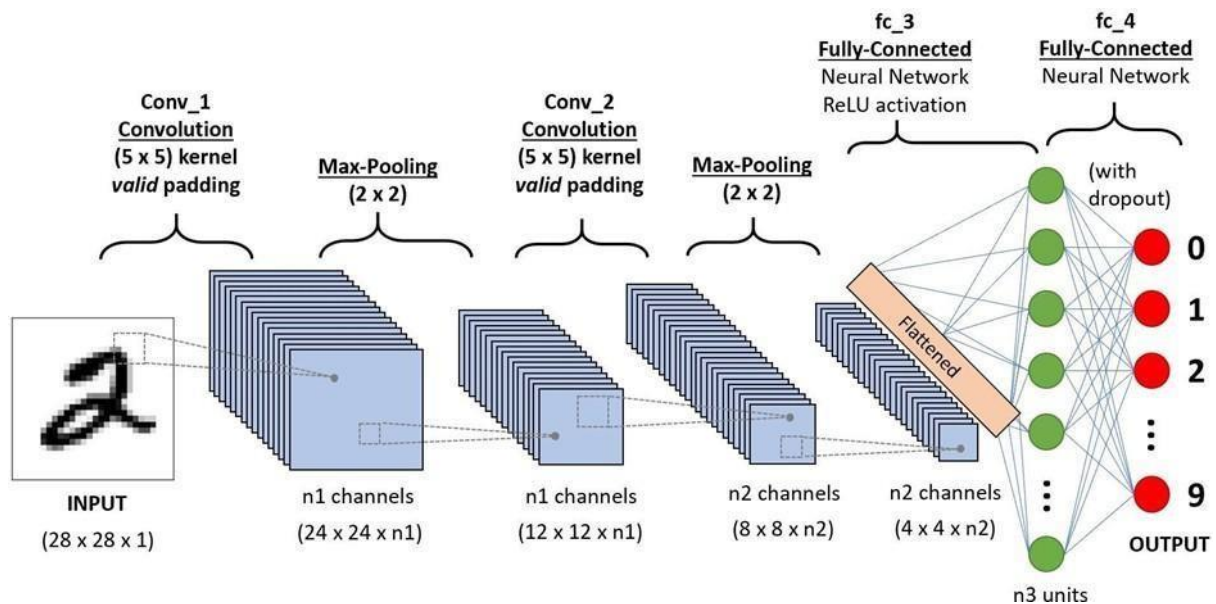 Conv_1
Convolution
(5 x 5) kernel
valid padding
Max-Pooling
(2 x 2)
Conv_2
Convolution
(5 x 5) kernel
valid padding
Max-Pooling
(2 x 2)
fc_3
Fully-Connected
Neural Network
ReLU activation
fc_4
Fully-Connected
Neural Network
(with
dropout)
Flattened
0
1
2
9
OUTPUT
INPUT
(28 x 28 x 1)
n1 channels
(24 x 24 x n1)
n1 channels
(12 x 12 x n1)
n2 channels
(8 x 8 x n2)
n2 channels
(4 x 4 x n2)
n3 units
2